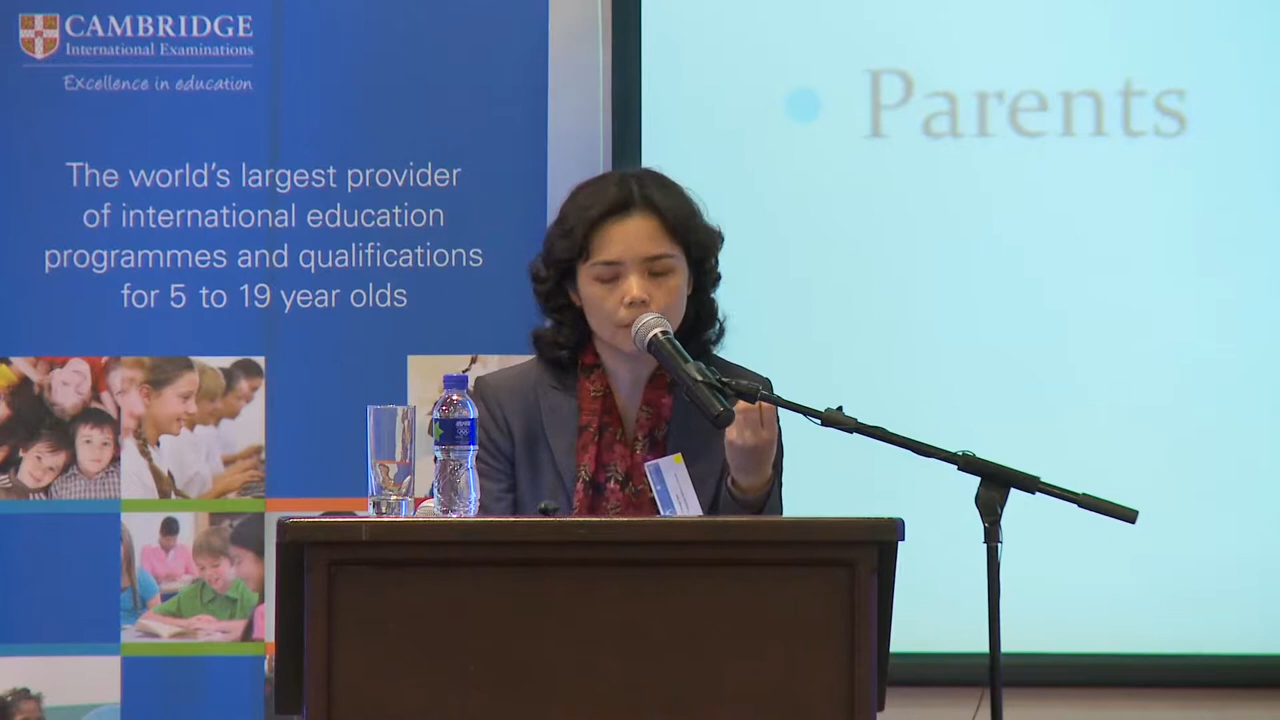 CAMBRIDGE
International Examinations
Excellence in education
The world's largest provider
of international education
programmes and qualifications
for 5 to 19 year olds
• Parents